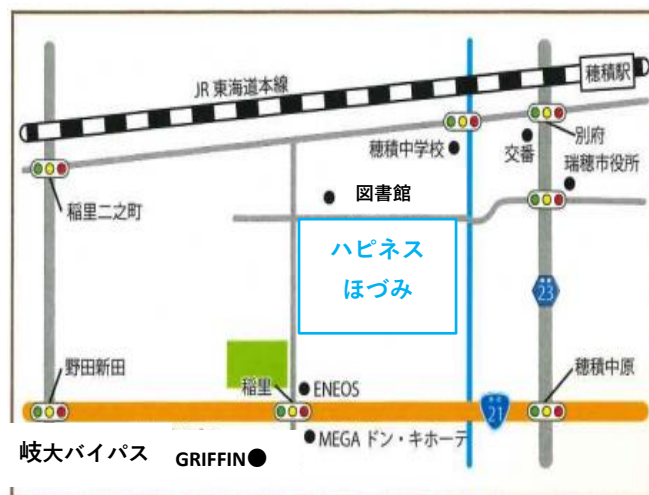 JR 東海道本線
穂積駅
穂積中学校
交番
別府
瑞穂市役所
稲里二之町
図書館
ハピネス
ほづみ
23
野田新田
稲里
ENEOS
穂積中原
21
MEGA ドン・キホーテ
岐大バイパス
GRIFFIN